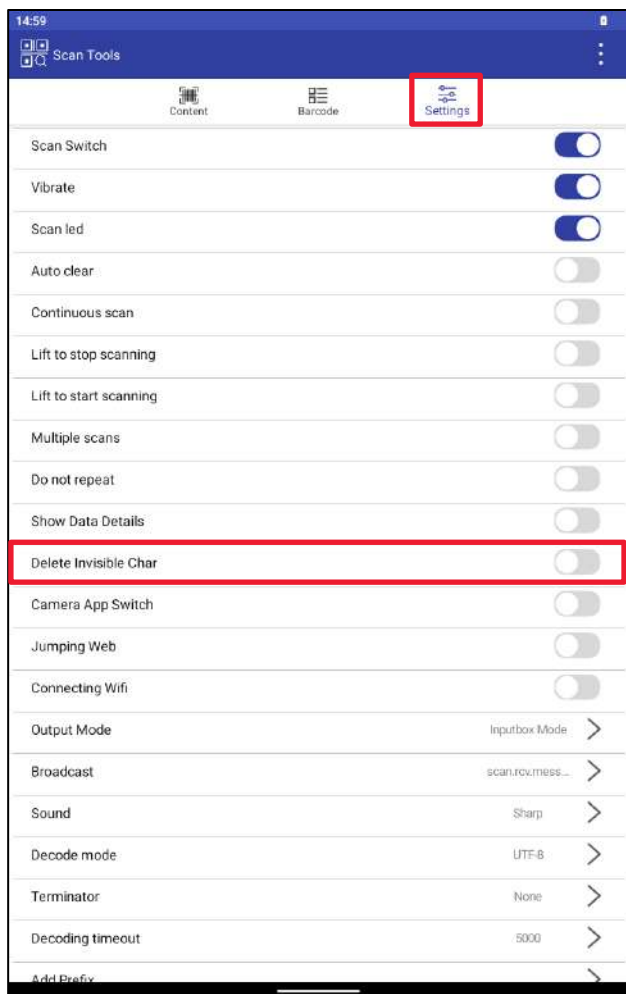 14:59
Scan Tools
Content Barcode Settings
Scan Switch
Vibrate
Scan led
Auto clear
Continuous scan
Lift to stop scanning
Lift to start scanning
Multiple scans
Do not repeat
Show Data Details
Delete Invisible Char
Camera App Switch
Jumping Web
Connecting Wifi
Output Mode Inputbox Mode
Broadcast scan.rcv.mess...
Sound Sharp
Decode mode UTF-8
Terminator None
Decoding timeout 5000
Add Prefix